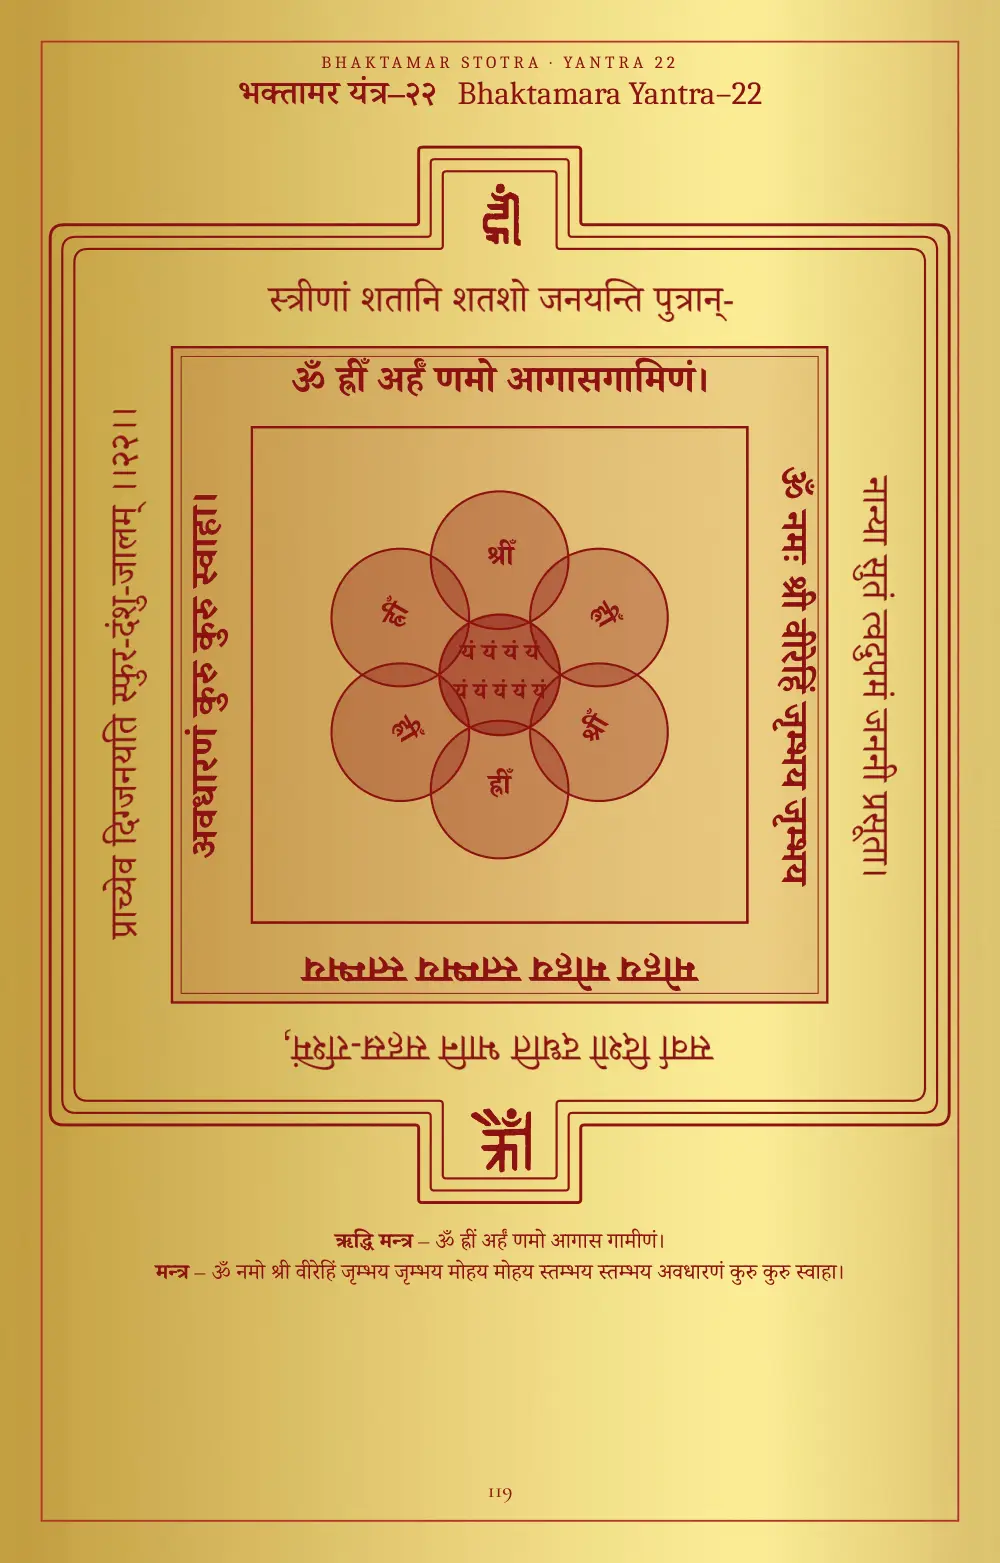 BHAKTAMAR STOTRA · YANTRA 22
भक्तामर यंत्र–२२ Bhaktamara Yantra–22
स्त्रीणां शतानि शतशो जनयन्ति पुत्रान्-
नान्या सुतं त्वदुपमं जननी प्रसूता।
सर्वा दिशो दधति भानि सहस्र-रश्मिं,
प्राच्येव दिग्जनयति स्फुर-दंशु-जालम् ।।२२।।
ॐ ह्रीँ अर्हं णमो आगासगामिणं।
ॐ नमः श्री वीरेहिं जृम्भय जृम्भय
मोहय मोहय स्तम्भय स्तम्भय
अवधारणं कुरु कुरु स्वाहा।
श्रीँ
ह्रीँ
यं यं यं यं
यं यं यं यं यं
ऋद्धि मन्त्र – ॐ ह्रीं अर्हं णमो आगास गामीणं।
मन्त्र – ॐ नमो श्री वीरेहिं जृम्भय जृम्भय मोहय मोहय स्तम्भय स्तम्भय अवधारणं कुरु कुरु स्वाहा।
119